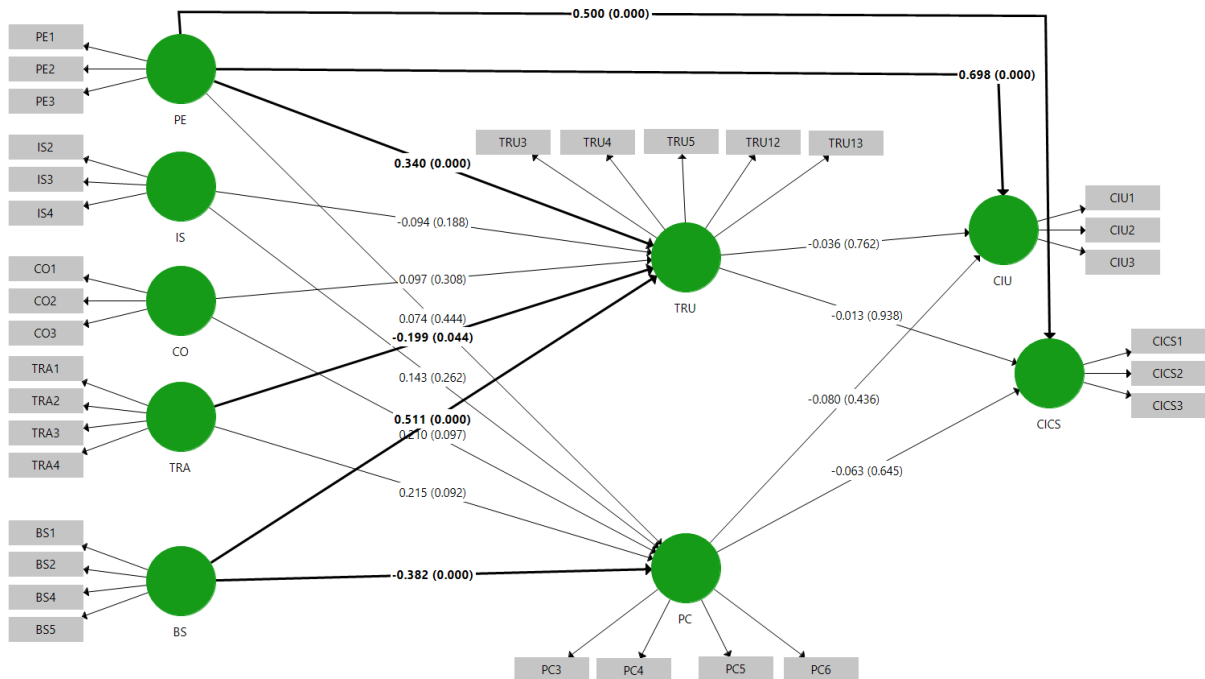 0.500 (0.000)
PE1
PE2
PE3
PE
0.698 (0.000)
IS2
IS3
IS4
IS
TRU3
TRU4
TRU5
TRU12
TRU13
0.340 (0.000)
-0.094 (0.188)
CIU1
CIU2
CIU3
CIU
-0.036 (0.762)
CO1
CO2
CO3
CO
0.097 (0.308)
TRU
0.074 (0.444)
-0.199 (0.044)
-0.013 (0.938)
TRA1
TRA2
TRA3
TRA4
TRA
0.143 (0.262)
0.511 (0.000)
0.210 (0.097)
-0.080 (0.436)
CICS1
CICS2
CICS3
CICS
-0.063 (0.645)
0.215 (0.092)
BS1
BS2
BS4
BS5
BS
-0.382 (0.000)
PC
PC3
PC4
PC5
PC6